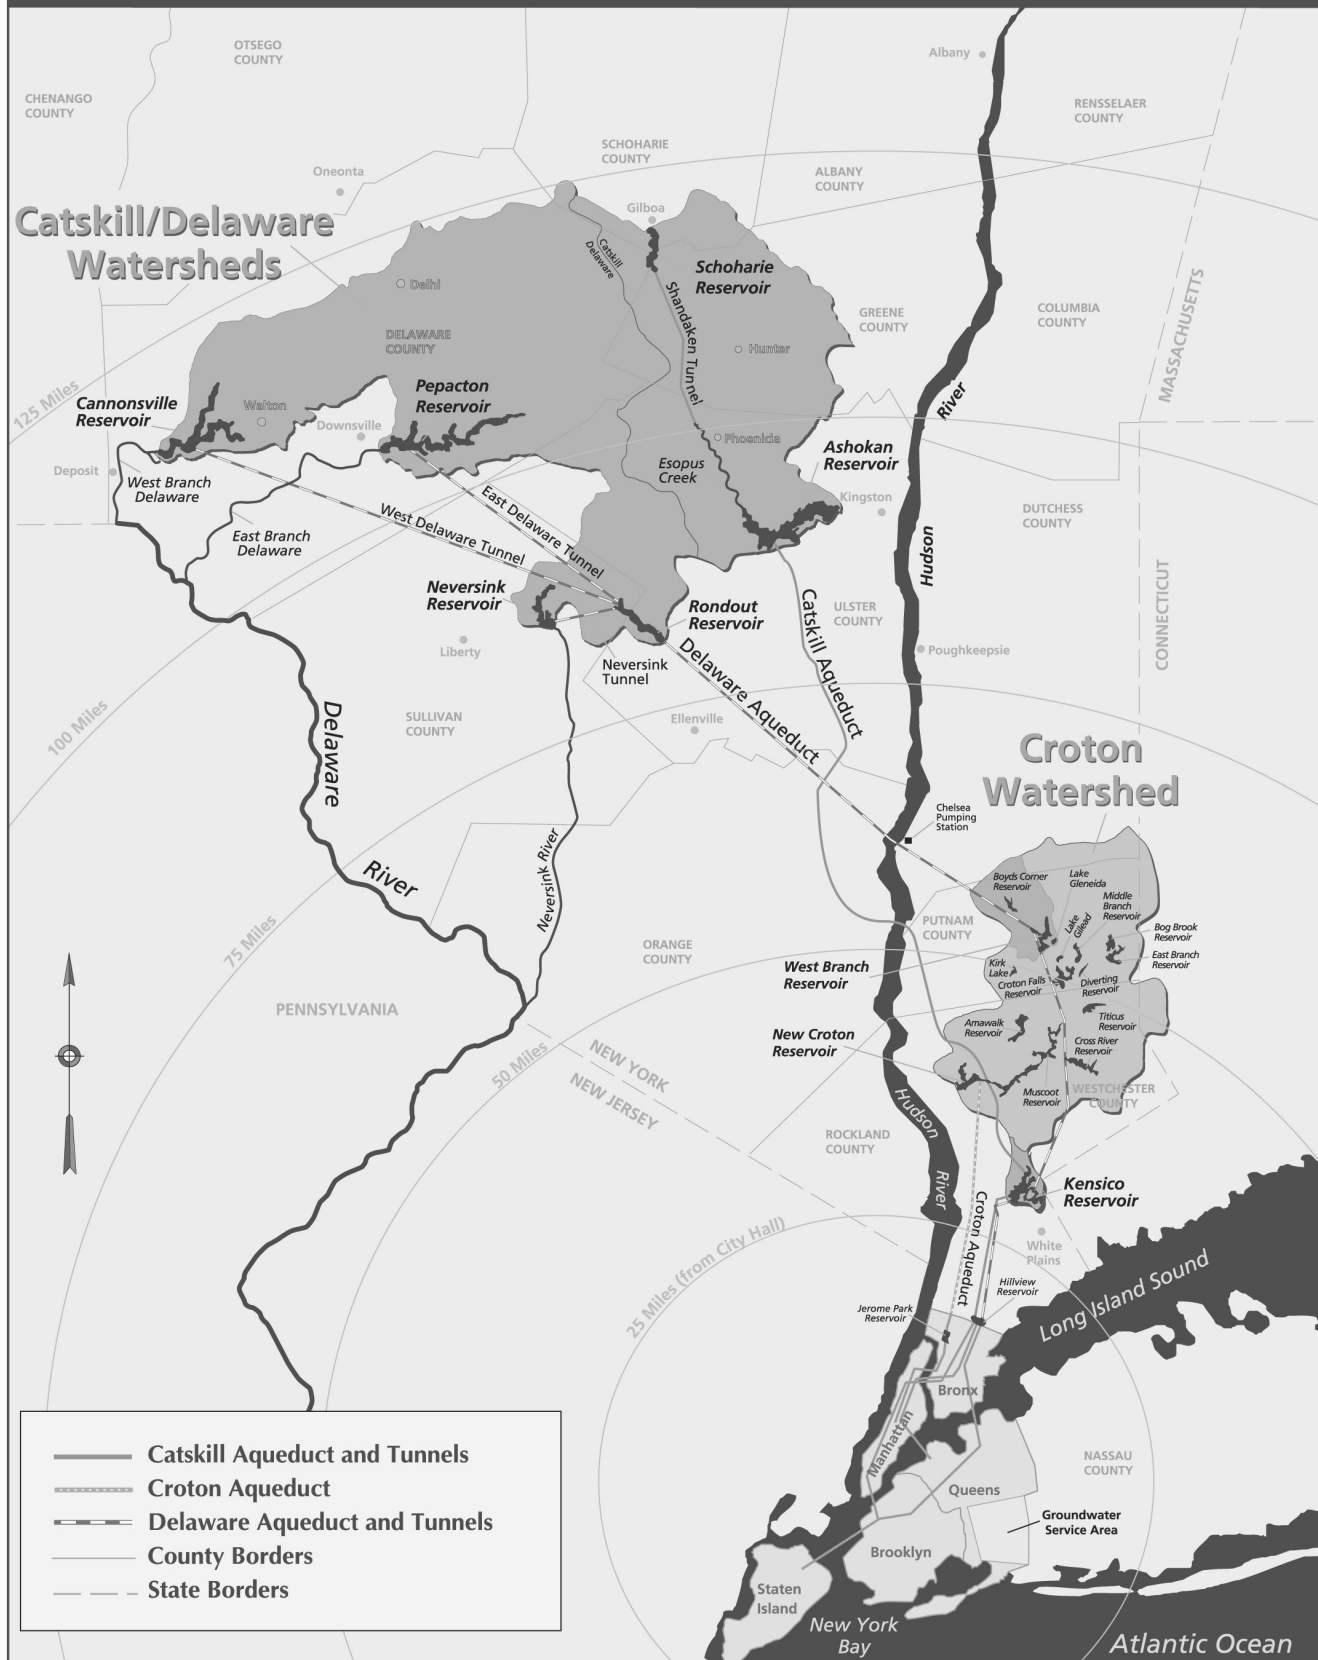 Albany
OTSEGO
COUNTY
CHENANGO
COUNTY
RENSSELAER
COUNTY
SCHOHARIE
COUNTY
ALBANY
COUNTY
Oneonta
Catskill/Delaware
Watersheds
Gilboa
Catskill
Delaware
Schoharie
Reservoir
Delhi
Shandaken Tunnel
GREENE
COUNTY
COLUMBIA
COUNTY
MASSACHUSETTS
DELAWARE
COUNTY
Hunter
125 Miles
Cannonsville
Reservoir
Walton
Pepacton
Reservoir
Downsville
River
Phoenicia
Ashokan
Reservoir
Deposit
West Branch
Delaware
Esopus
Creek
Kingston
East Delaware Tunnel
West Delaware Tunnel
East Branch
Delaware
DUTCHESS
COUNTY
Hudson
CONNECTICUT
Neversink
Reservoir
Rondout
Reservoir
Catskill Aqueduct
ULSTER
COUNTY
Liberty
Neversink
Tunnel
Poughkeepsie
Delaware Aqueduct
100 Miles
Delaware
SULLIVAN
COUNTY
Ellenville
Croton
Watershed
Chelsea
Pumping
Station
River
Neversink River
Boyds Corner
Reservoir
Lake
Gleneida
Middle
Branch
Reservoir
Lake
Gilead
Bog Brook
Reservoir
East Branch
Reservoir
75 Miles
ORANGE
COUNTY
PUTNAM
COUNTY
West Branch
Reservoir
Kirk
Lake
Croton Falls
Reservoir
Diverting
Reservoir
PENNSYLVANIA
New Croton
Reservoir
Amawalk
Reservoir
Titicus
Reservoir
Cross River
Reservoir
50 Miles
NEW YORK
NEW JERSEY
Muscoot
Reservoir
WESTCHESTER
COUNTY
Hudson
River
ROCKLAND
COUNTY
Croton Aqueduct
Kensico
Reservoir
White
Plains
25 Miles (from City Hall)
Long Island Sound
Hillview
Reservoir
Jerome Park
Reservoir
Bronx
Manhattan
NASSAU
COUNTY
Queens
Groundwater
Service Area
Brooklyn
Staten
Island
New York
Bay
Atlantic Ocean
Catskill Aqueduct and Tunnels
Croton Aqueduct
Delaware Aqueduct and Tunnels
County Borders
State Borders